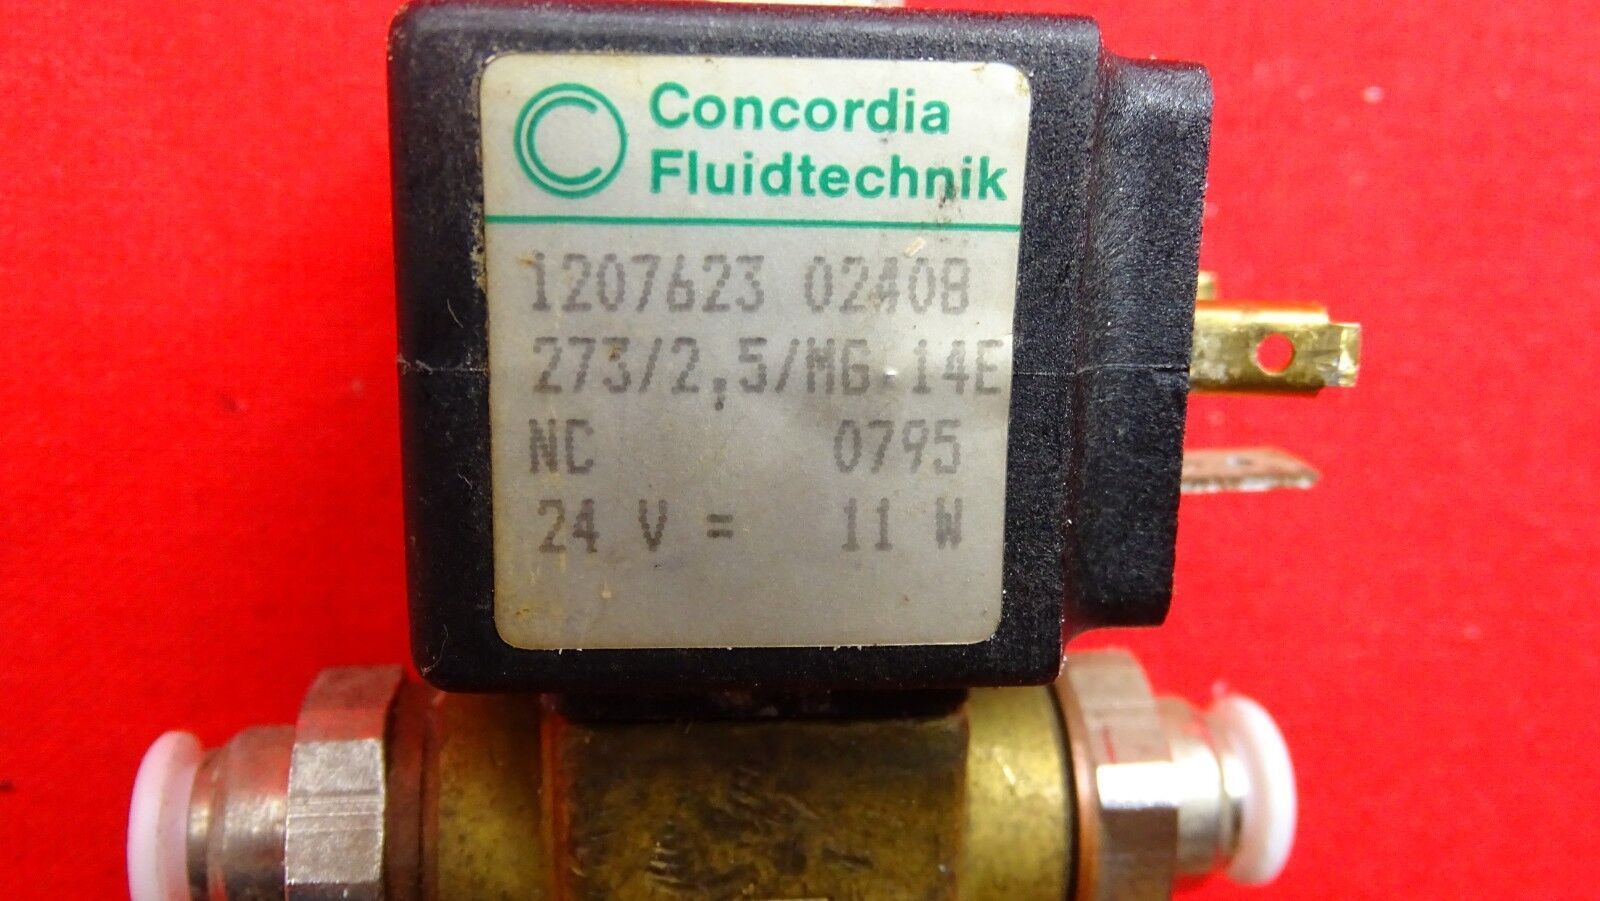 Concordia
Fluidtechnik
1207623 02408
273/2,5/MG.14E
NC 0795
24 V = 11 W